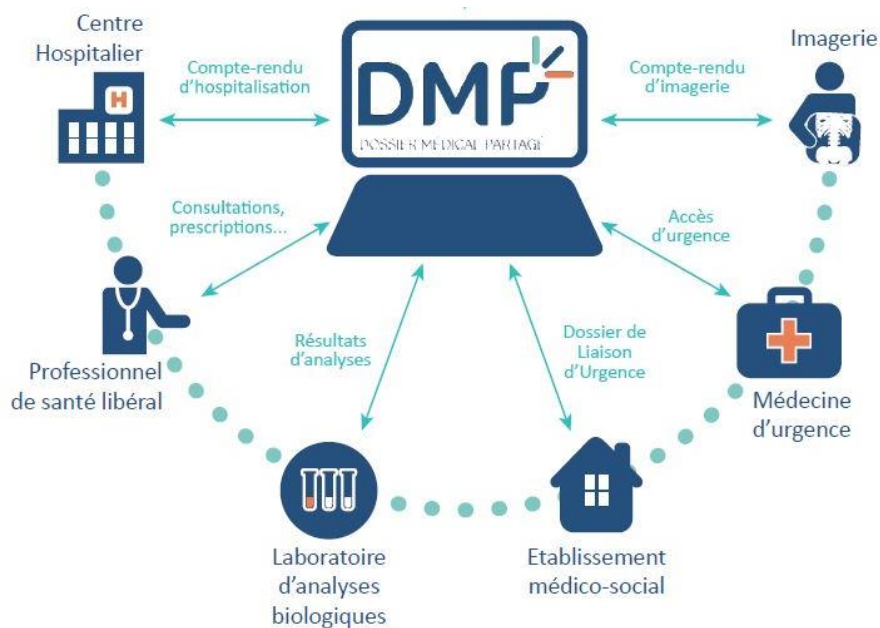 Centre
Hospitalier
Compte-rendu
d'hospitalisation
DMP
DOSSIER MEDICAL PARTAGÉ
Compte-rendu
d'imagerie
Imagerie
H
Consultations,
prescriptions...
Accès
d'urgence
Professionnel
de santé libéral
Résultats
d'analyses
Dossier de
Liaison
d'Urgence
Médecine
d'urgence
Laboratoire
d'analyses
biologiques
Etablissement
médico-social